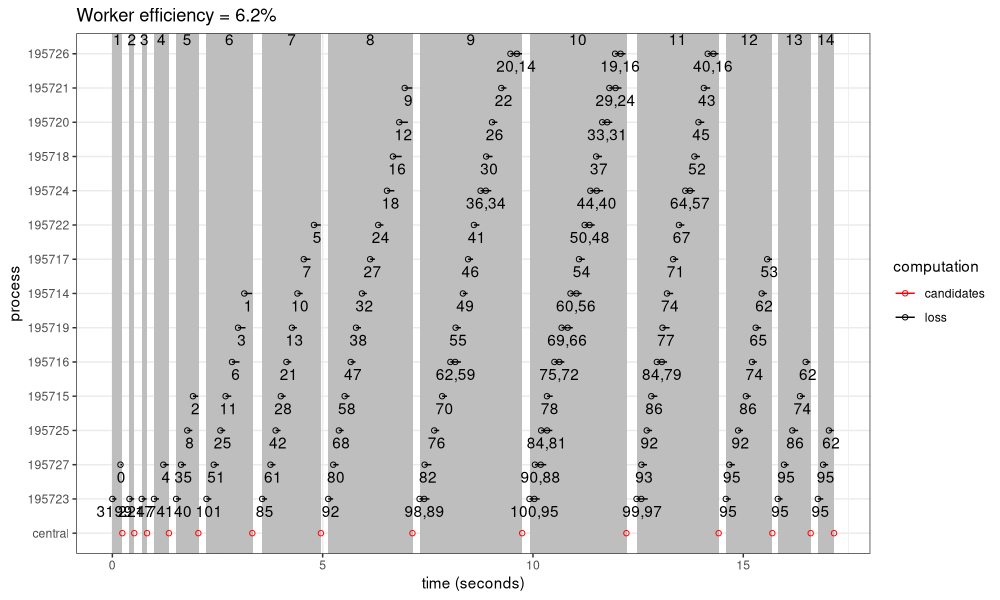 Worker efficiency = 6.2%
1 2 3 4 5 6 7 8 9 10 11 12 13 14
195726
20,14 19,16 40,16
195721
9 22 29,24 43
195720
12 26 33,31 45
195718
16 30 37 52
195724
18 36,34 44,40 64,57
195722
5 24 41 50,48 67
195717
7 27 46 54 71 53
195714
1 10 32 49 60,56 74 62
195719
3 13 38 55 69,66 77 65
195716
6 21 47 62,59 75,72 84,79 74 62
195715
2 11 28 58 70 78 86 86 74
195725
8 25 42 68 76 84,81 92 92 86 62
195727
0 4 35 51 61 80 82 90,88 93 95 95 95
195723
40 101 85 92 98,89 100,95 99,97 95 95 95
central
0 5 10 15
time (seconds)
process
computation
candidates
loss